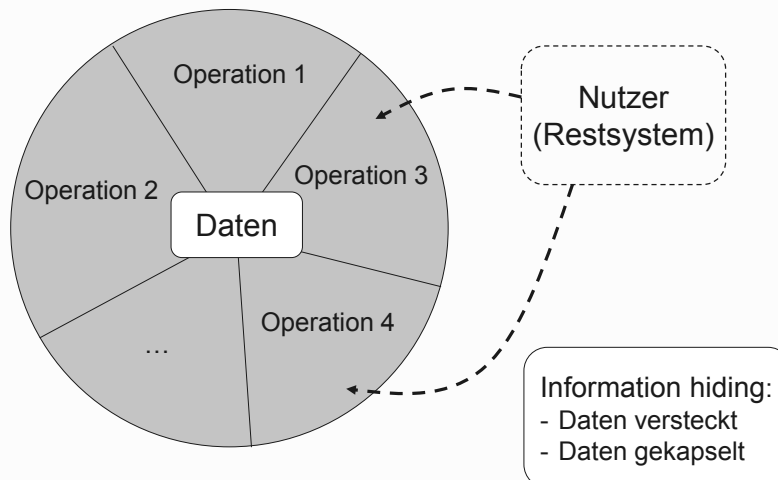 Operation 1
Nutzer
(Restsystem)
Operation 2
Operation 3
Daten
Operation 4
...
Information hiding:
- Daten versteckt
- Daten gekapselt